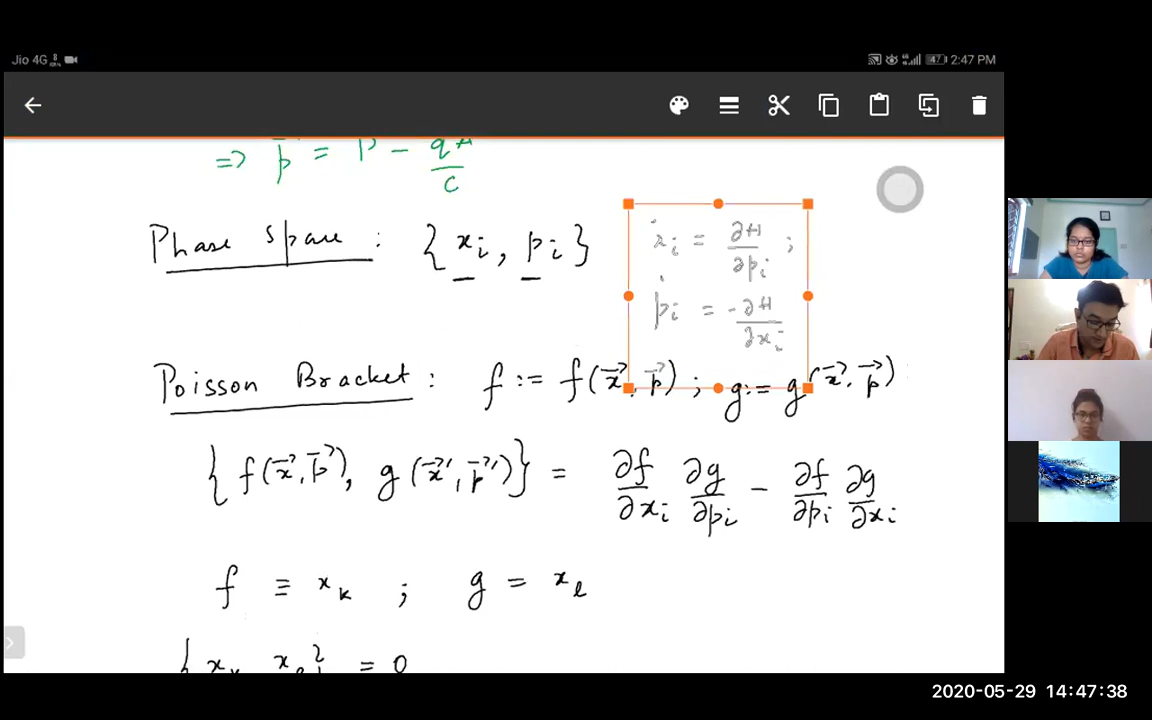 Jio 4G 2:47 PM
47
=> p̄ = P - qA/c
Phase Space : { xᵢ, pᵢ }
ẋᵢ = ∂H/∂pᵢ ;
ṗᵢ = -∂H/∂xᵢ
Poisson Bracket : f := f(x⃗, p⃗) ; g := g(x⃗, p⃗)
{ f(x⃗, p⃗), g(x⃗', p⃗') } = ∂f/∂xᵢ ∂g/∂pᵢ - ∂f/∂pᵢ ∂g/∂xᵢ
f ≡ xₖ ; g = xₗ
{ xₖ, xₗ } = 0
2020-05-29 14:47:38